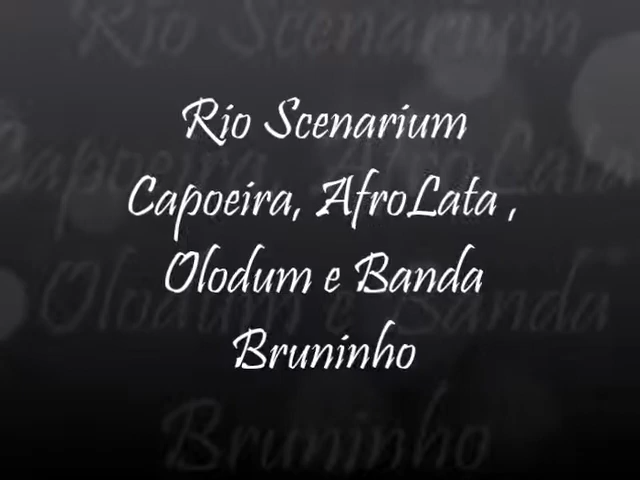 Rio Scenarium
Capoeira, AfroLata ,
Olodum e Banda
Bruninho